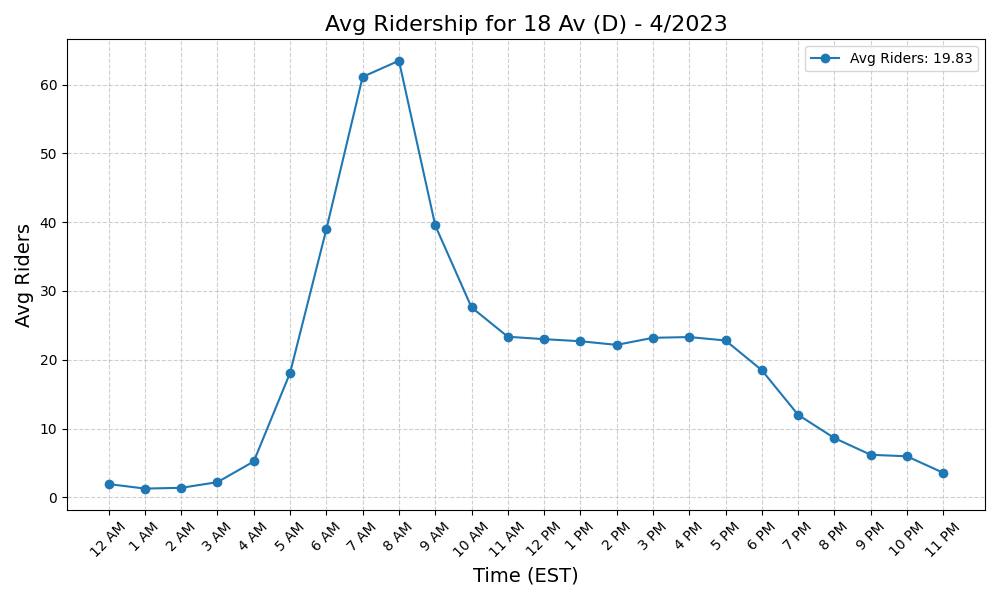 Avg Ridership for 18 Av (D) - 4/2023
Avg Riders: 19.83
Avg Riders
60
50
40
30
20
10
0
12 AM
1 AM
2 AM
3 AM
4 AM
5 AM
6 AM
7 AM
8 AM
9 AM
10 AM
11 AM
12 PM
1 PM
2 PM
3 PM
4 PM
5 PM
6 PM
7 PM
8 PM
9 PM
10 PM
11 PM
Time (EST)